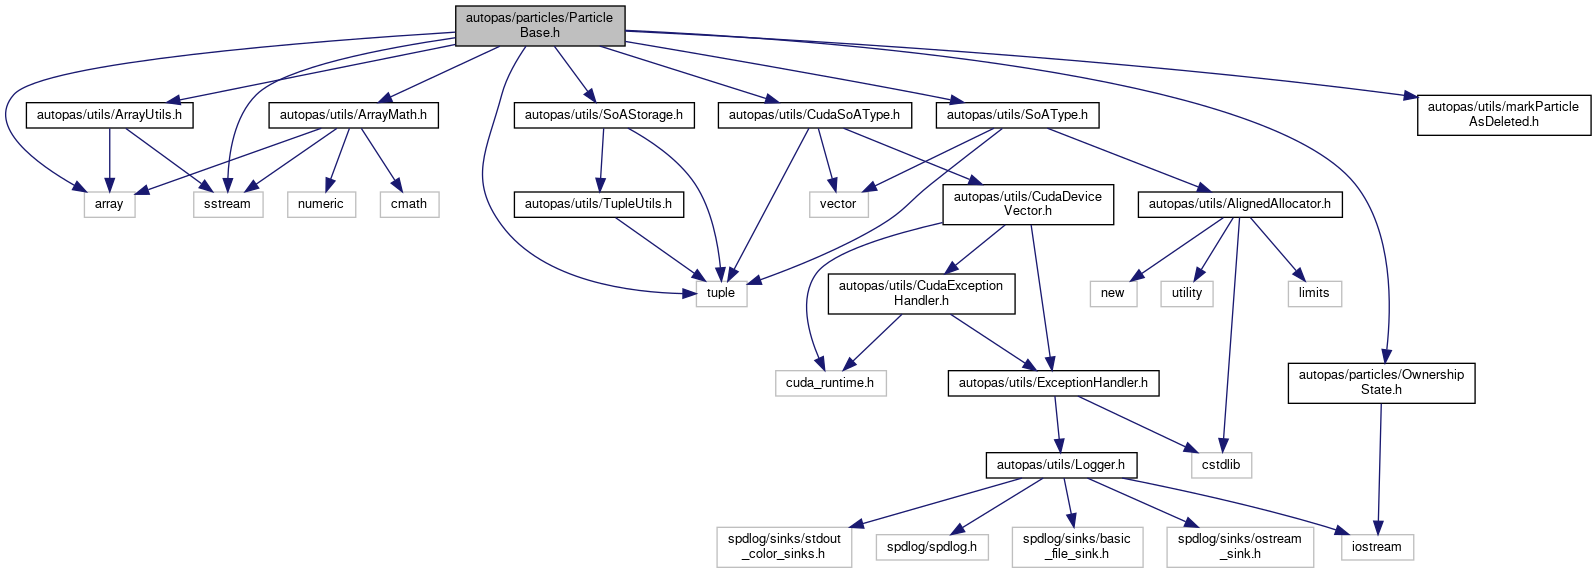 autopas/particles/Particle
Base.h
autopas/utils/ArrayUtils.h
autopas/utils/ArrayMath.h
autopas/utils/SoAStorage.h
autopas/utils/CudaSoAType.h
autopas/utils/SoAType.h
autopas/utils/markParticle
AsDeleted.h
array
sstream
numeric
cmath
autopas/utils/TupleUtils.h
vector
autopas/utils/CudaDevice
Vector.h
autopas/utils/AlignedAllocator.h
tuple
autopas/utils/CudaException
Handler.h
new
utility
limits
cuda_runtime.h
autopas/utils/ExceptionHandler.h
autopas/particles/Ownership
State.h
autopas/utils/Logger.h
cstdlib
spdlog/sinks/stdout
_color_sinks.h
spdlog/spdlog.h
spdlog/sinks/basic
_file_sink.h
spdlog/sinks/ostream
_sink.h
iostream